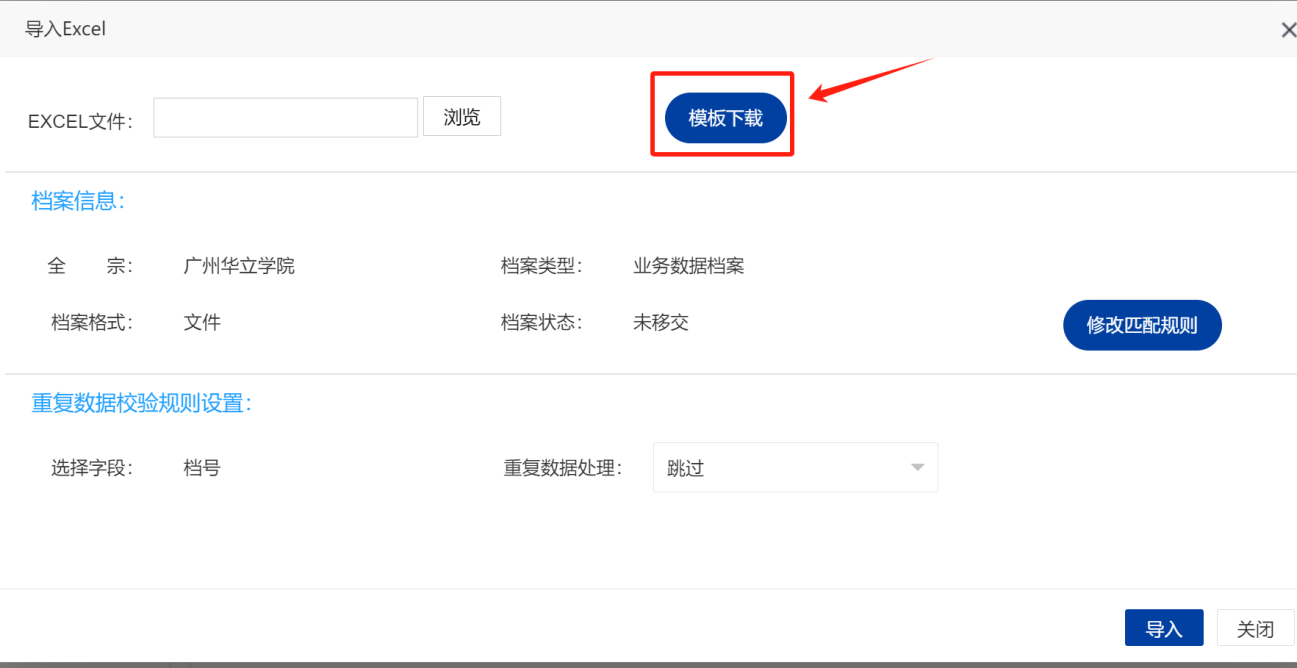 导入Excel
EXCEL文件： 浏览 模板下载
档案信息：
全 宗： 广州华立学院 档案类型： 业务数据档案
档案格式： 文件 档案状态： 未移交 修改匹配规则
重复数据校验规则设置：
选择字段： 档号 重复数据处理： 跳过
导入 关闭